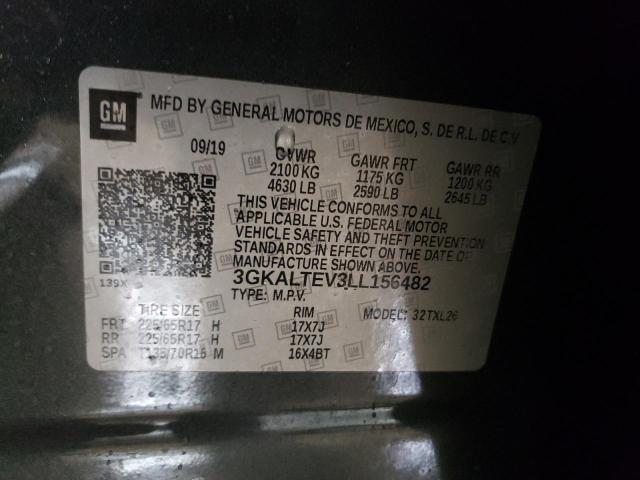 GM MFD BY GENERAL MOTORS DE MEXICO, S. DE R.L. DE C.V.
09/19 GVWR GAWR FRT GAWR RR
2100 KG 1175 KG 1200 KG
4630 LB 2590 LB 2645 LB
THIS VEHICLE CONFORMS TO ALL
APPLICABLE U.S. FEDERAL MOTOR
VEHICLE SAFETY AND THEFT PREVENTION
STANDARDS IN EFFECT ON THE DATE OF
MANUFACTURE SHOWN ABOVE.
139X 3GKALTEV3LL156482
TYPE: M.P.V. MODEL: 32TXL26
TIRE SIZE RIM
FRT 225/65R17 H 17X7J
RR 225/65R17 H 17X7J
SPA T135/70R16 M 16X4BT